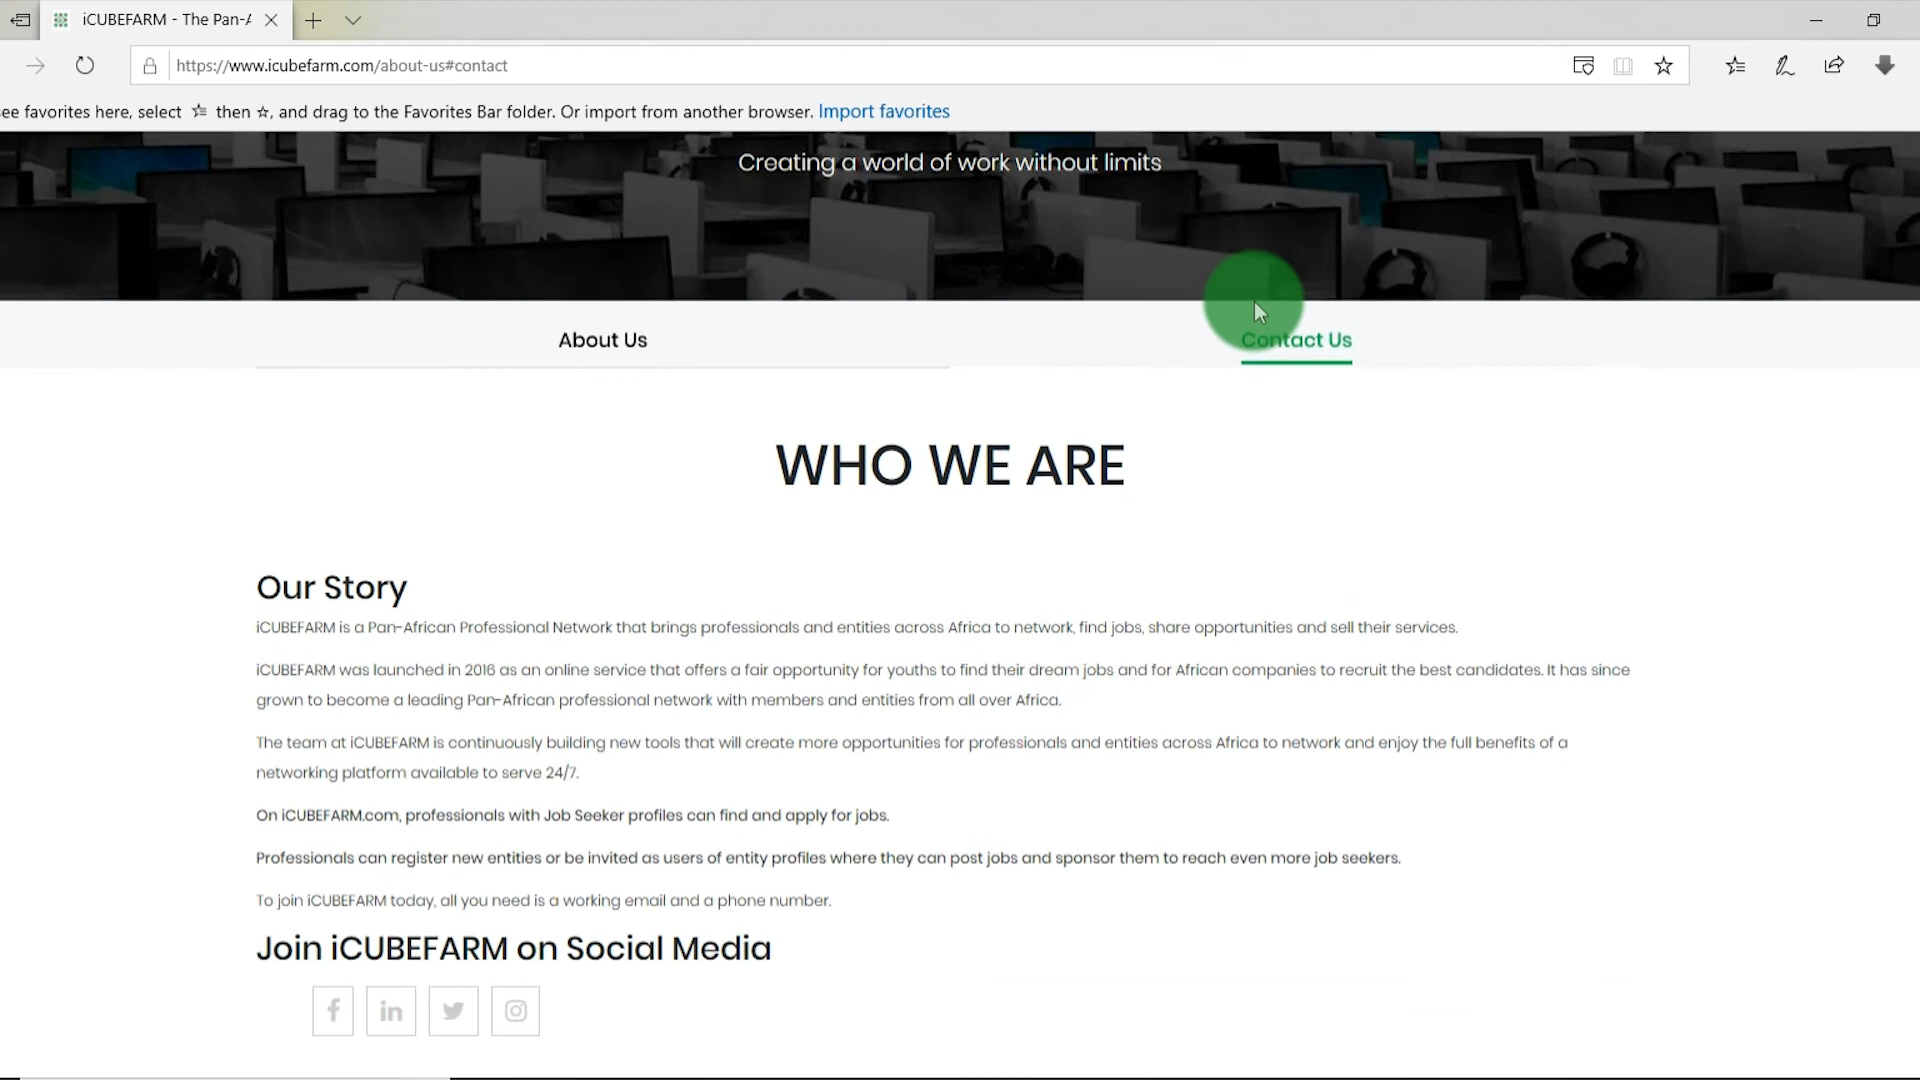 iCUBEFARM - The Pan-A
https://www.icubefarm.com/about-us#contact
ee favorites here, select then , and drag to the Favorites Bar folder. Or import from another browser. Import favorites
Creating a world of work without limits
About Us
Contact Us
WHO WE ARE
Our Story
iCUBEFARM is a Pan-African Professional Network that brings professionals and entities across Africa to network, find jobs, share opportunities and sell their services.
iCUBEFARM was launched in 2016 as an online service that offers a fair opportunity for youths to find their dream jobs and for African companies to recruit the best candidates. It has since
grown to become a leading Pan-African professional network with members and entities from all over Africa.
The team at iCUBEFARM is continuously building new tools that will create more opportunities for professionals and entities across Africa to network and enjoy the full benefits of a
networking platform available to serve 24/7.
On iCUBEFARM.com, professionals with Job Seeker profiles can find and apply for jobs.
Professionals can register new entities or be invited as users of entity profiles where they can post jobs and sponsor them to reach even more job seekers.
To join iCUBEFARM today, all you need is a working email and a phone number.
Join iCUBEFARM on Social Media